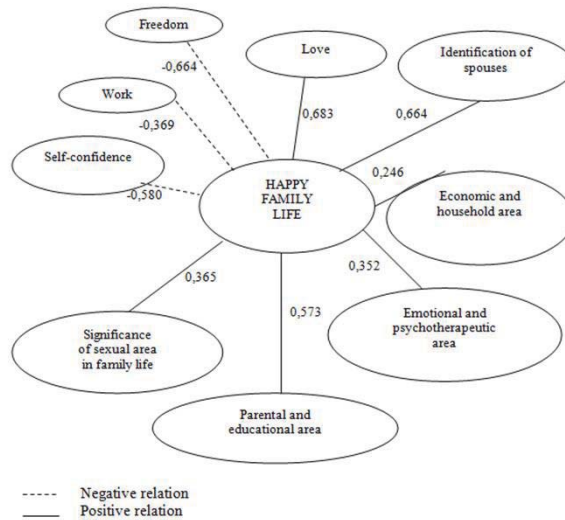 Freedom
-0,664
Love
0,683
Identification of
spouses
0,664
Work
-0,369
Self-confidence
-0,580
HAPPY
FAMILY
LIFE
0,246
Economic and
household area
0,365
0,352
0,573
Emotional and
psychotherapeutic
area
Significance
of sexual area
in family life
Parental and
educational area
Negative relation
Positive relation